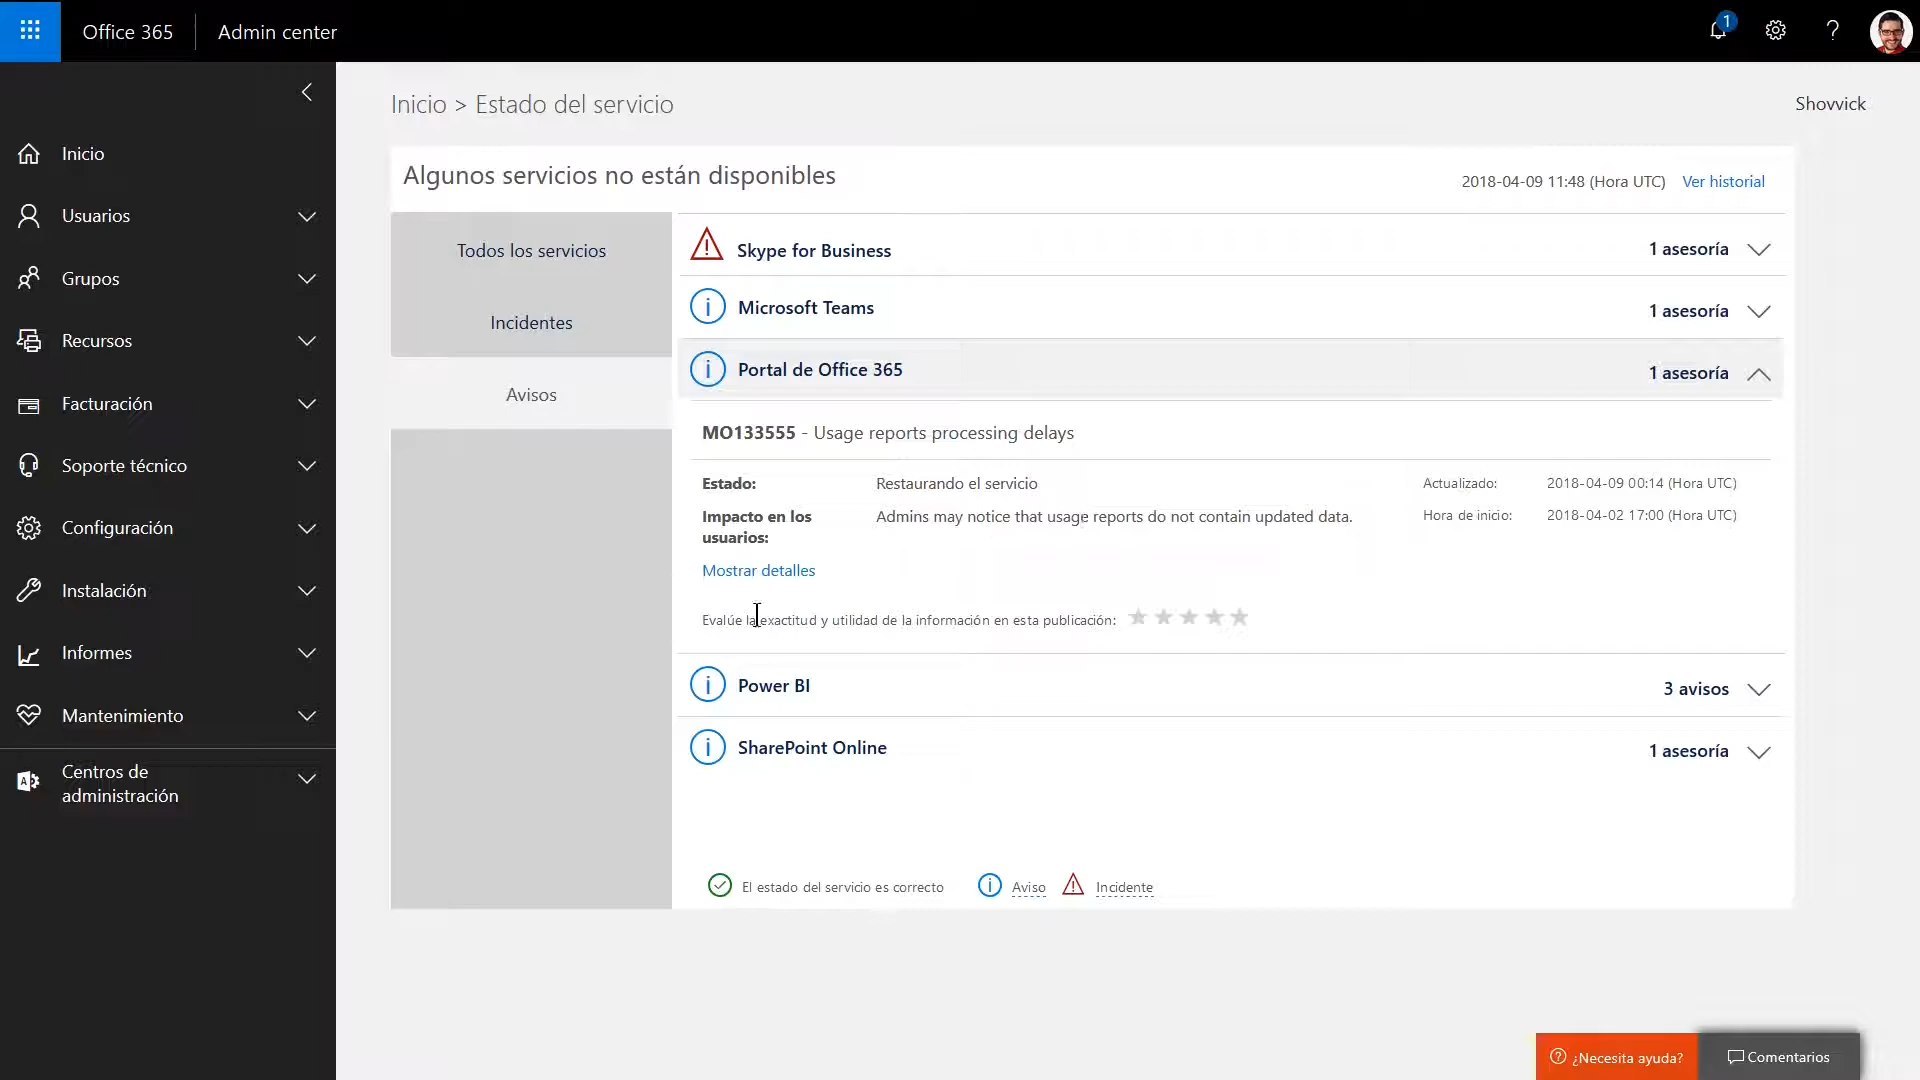 Office 365
Admin center
1
?
Inicio > Estado del servicio
Shovvick
Inicio
Usuarios
Grupos
Recursos
Facturación
Soporte técnico
Configuración
Instalación
Informes
Mantenimiento
Centros de
administración
Algunos servicios no están disponibles
2018-04-09 11:48 (Hora UTC) Ver historial
Todos los servicios
Incidentes
Avisos
Skype for Business
1 asesoría
Microsoft Teams
1 asesoría
Portal de Office 365
1 asesoría
MO133555 - Usage reports processing delays
Estado: Restaurando el servicio
Actualizado: 2018-04-09 00:14 (Hora UTC)
Impacto en los
usuarios:
Admins may notice that usage reports do not contain updated data.
Hora de inicio: 2018-04-02 17:00 (Hora UTC)
Mostrar detalles
Evalúe la exactitud y utilidad de la información en esta publicación:
Power BI
3 avisos
SharePoint Online
1 asesoría
El estado del servicio es correcto
Aviso
Incidente
¿Necesita ayuda?
Comentarios